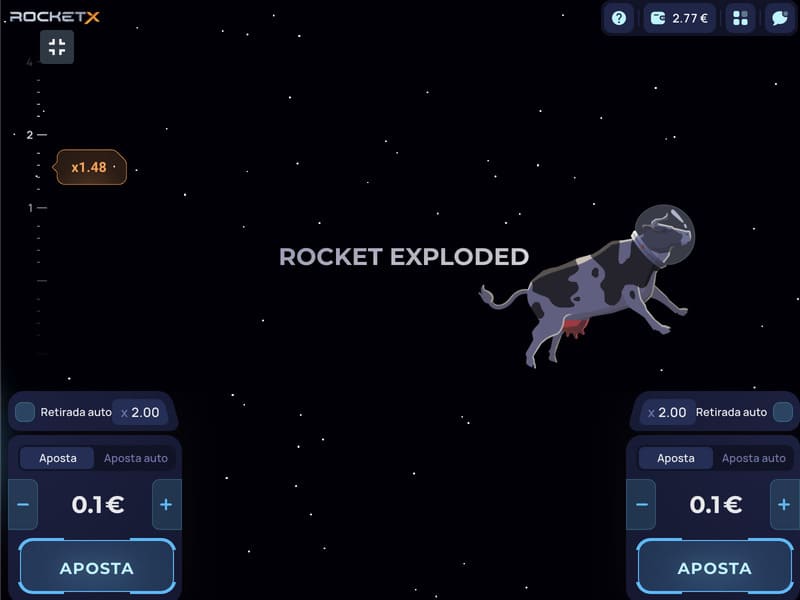 ROCKETX
2.77 €
4
2
x1.48
1
ROCKET EXPLODED
Retirada auto
x 2.00
x 2.00
Retirada auto
Aposta
Aposta auto
Aposta
Aposta auto
− 0.1 € +
− 0.1 € +
APOSTA
APOSTA